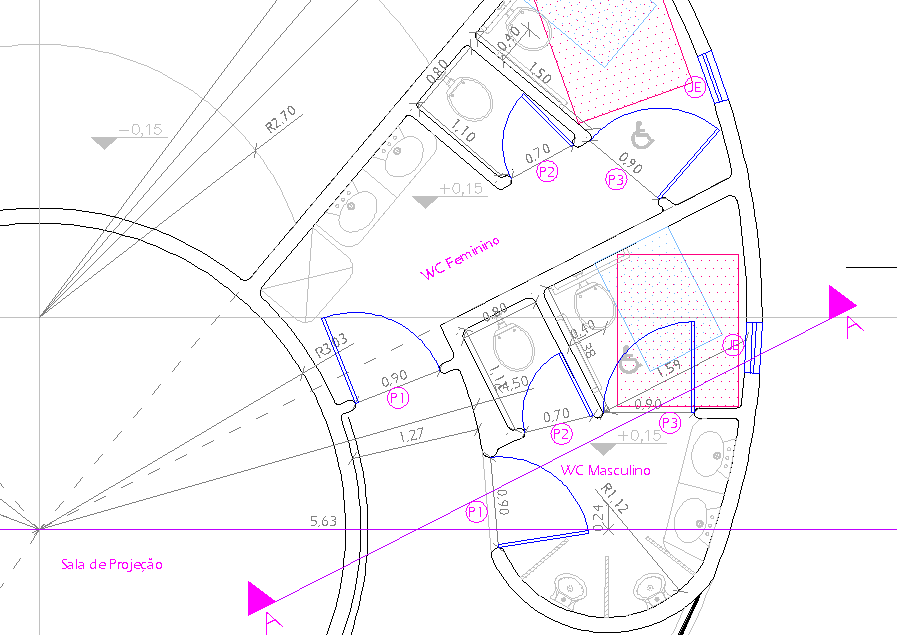 0,40
0,80
1,50
JE
R2.70
−0,15
1,10
0,70
P2
0,90
P3
+0,15
WC Feminino
0,80
A
R3,03
0,40
JE
38
1,59
4,50
0,90
P1
0,90
0,70
P2
P3
1,27
+0,15
WC Masculino
P1
0,90
R1,12
0,24
5,63
Sala de Projeção
A